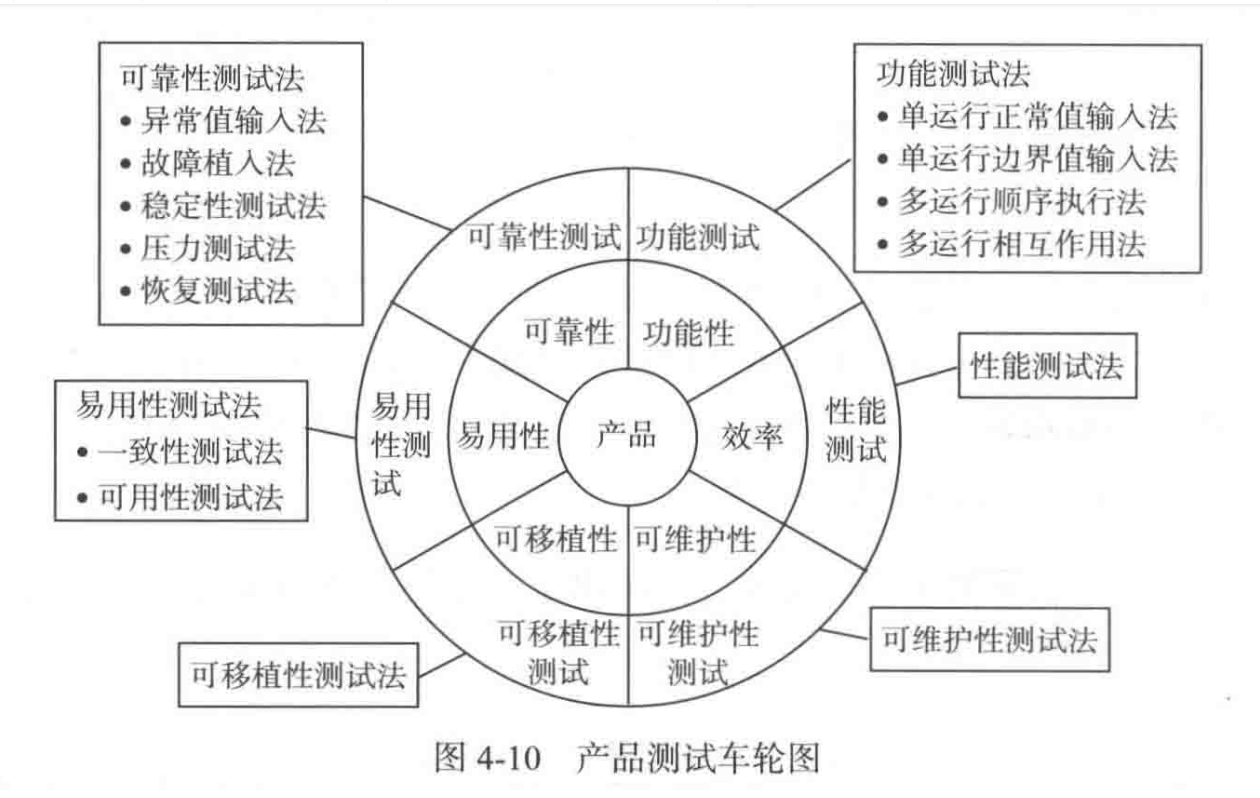 可靠性测试法
• 异常值输入法
• 故障植入法
• 稳定性测试法
• 压力测试法
• 恢复测试法
功能测试法
• 单运行正常值输入法
• 单运行边界值输入法
• 多运行顺序执行法
• 多运行相互作用法
可靠性测试
功能测试
可靠性
功能性
性能测试法
易用性测试法
• 一致性测试法
• 可用性测试法
易用
性测
试
易用性
产品
效率
性能
测试
可移植性
可维护性
可移植性
测试
可维护性
测试
可移植性测试法
可维护性测试法
图 4-10 产品测试车轮图